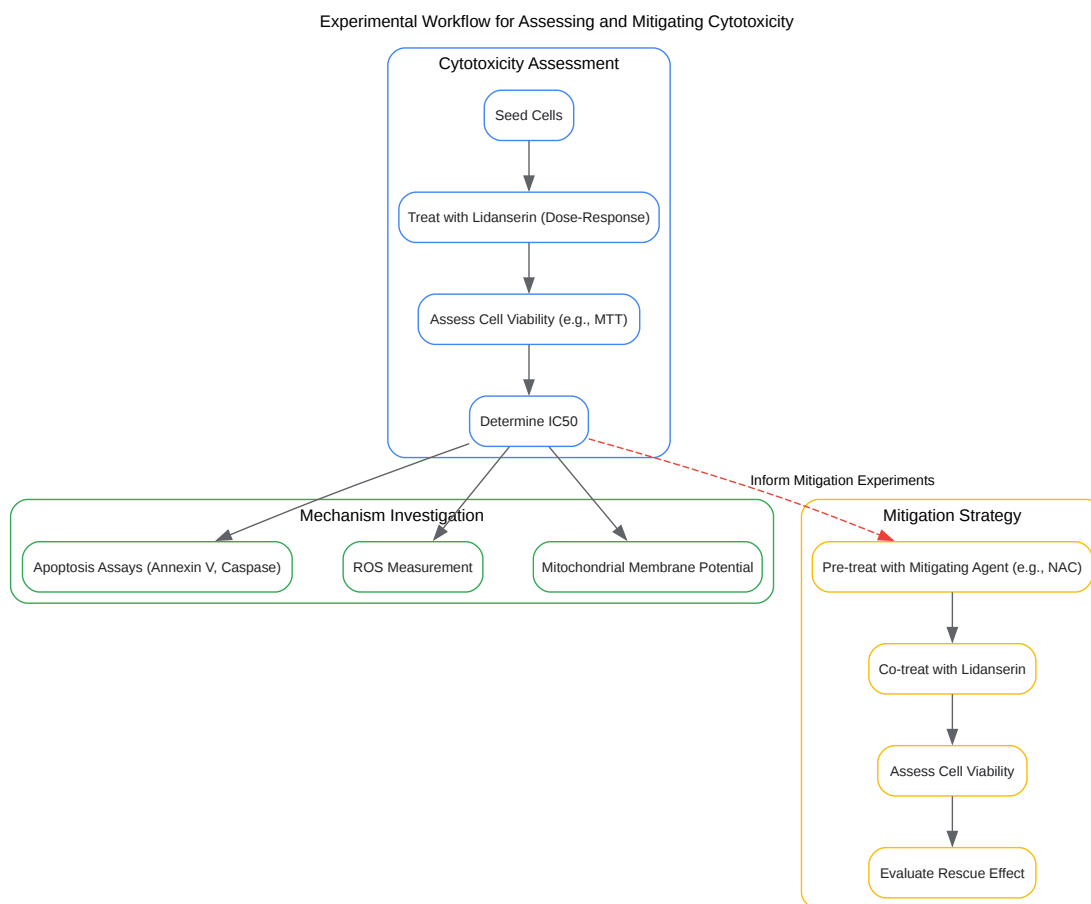 Experimental Workflow for Assessing and Mitigating Cytotoxicity
Cytotoxicity Assessment
Seed Cells
Treat with Lidanserin (Dose-Response)
Assess Cell Viability (e.g., MTT)
Determine IC50
Inform Mitigation Experiments
Mechanism Investigation
Apoptosis Assays (Annexin V, Caspase)
ROS Measurement
Mitochondrial Membrane Potential
Mitigation Strategy
Pre-treat with Mitigating Agent (e.g., NAC)
Co-treat with Lidanserin
Assess Cell Viability
Evaluate Rescue Effect